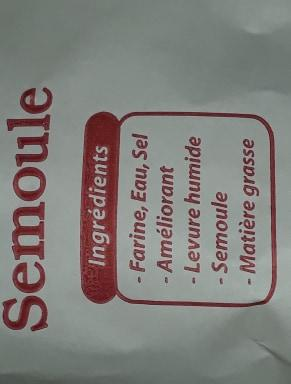 Semoule
Ingrédients
- Farine, Eau, Sel
- Améliorant
- Levure humide
- Semoule
- Matière grasse